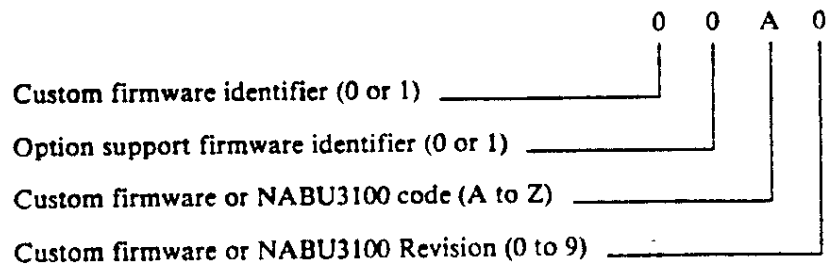 0 0 A 0
Custom firmware identifier (0 or 1)
Option support firmware identifier (0 or 1)
Custom firmware or NABU3100 code (A to Z)
Custom firmware or NABU3100 Revision (0 to 9)